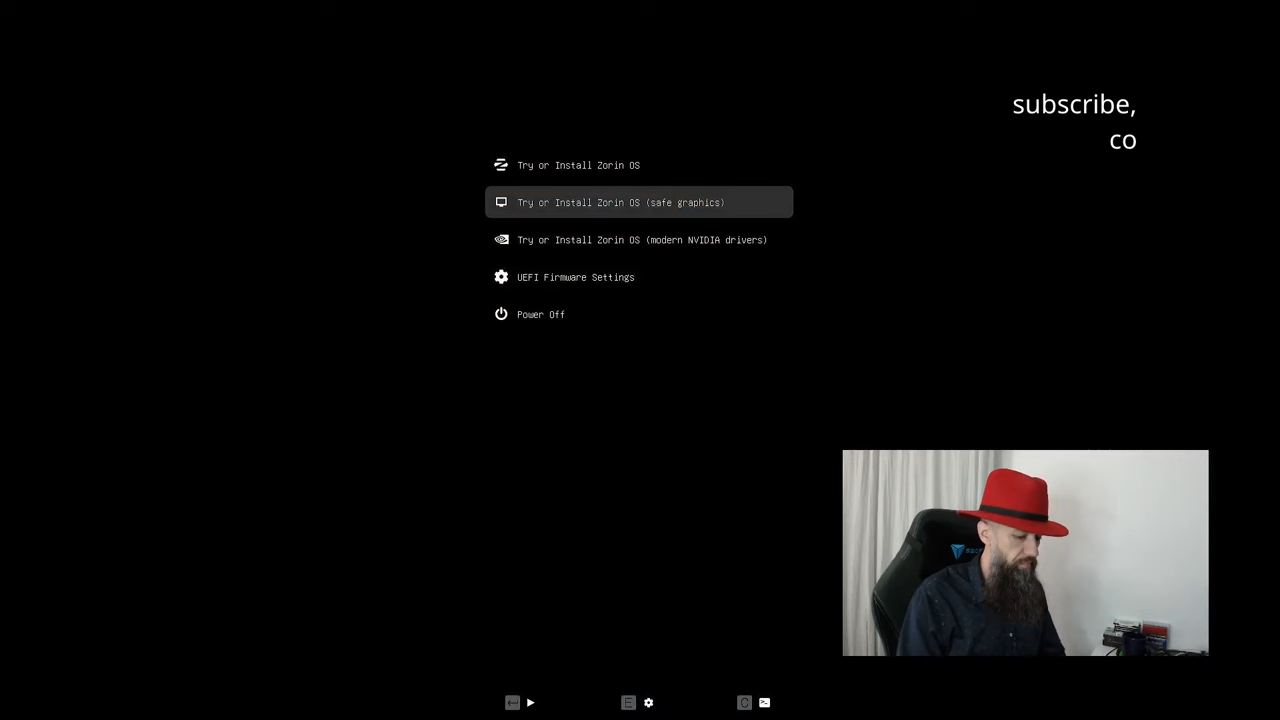 subscribe,
co
Try or Install Zorin OS
Try or Install Zorin OS (safe graphics)
Try or Install Zorin OS (modern NVIDIA drivers)
UEFI Firmware Settings
Power Off
E
C